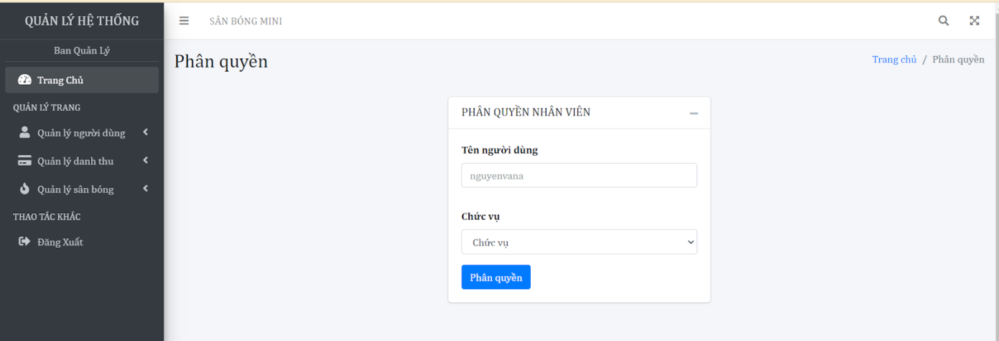 QUẢN LÝ HỆ THỐNG
Ban Quản Lý
Trang Chủ
QUẢN LÝ TRANG
Quản lý người dùng
Quản lý danh thu
Quản lý sân bóng
THAO TÁC KHÁC
Đăng Xuất
SÂN BÓNG MINI
Phân quyền
Trang chủ / Phân quyền
PHÂN QUYỀN NHÂN VIÊN
Tên người dùng
nguyenvana
Chức vụ
Chức vụ
Phân quyền